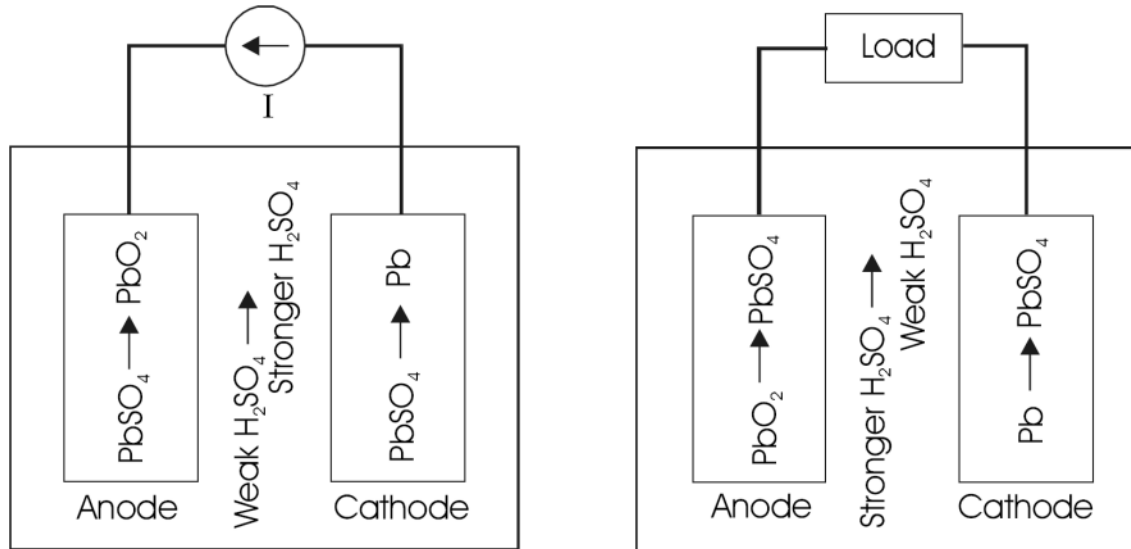 I
PbSO₄ → PbO₂
Weak H₂SO₄ →
Stronger H₂SO₄
PbSO₄ → Pb
Anode
Cathode
Load
PbO₂ → PbSO₄
Stronger H₂SO₄ →
Weak H₂SO₄
Pb → PbSO₄
Anode
Cathode